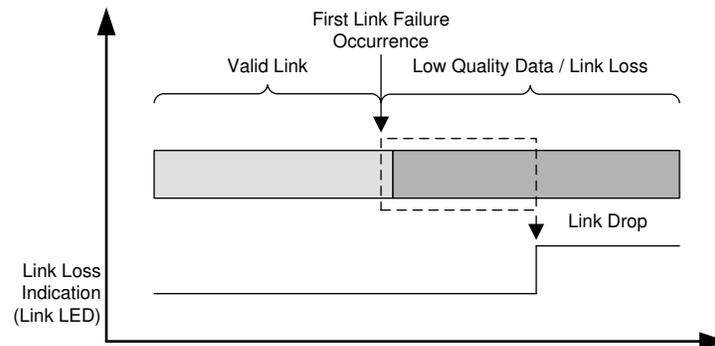 First Link Failure
Occurrence
Valid Link
Low Quality Data / Link Loss
Link Drop
Link Loss
Indication
(Link LED)